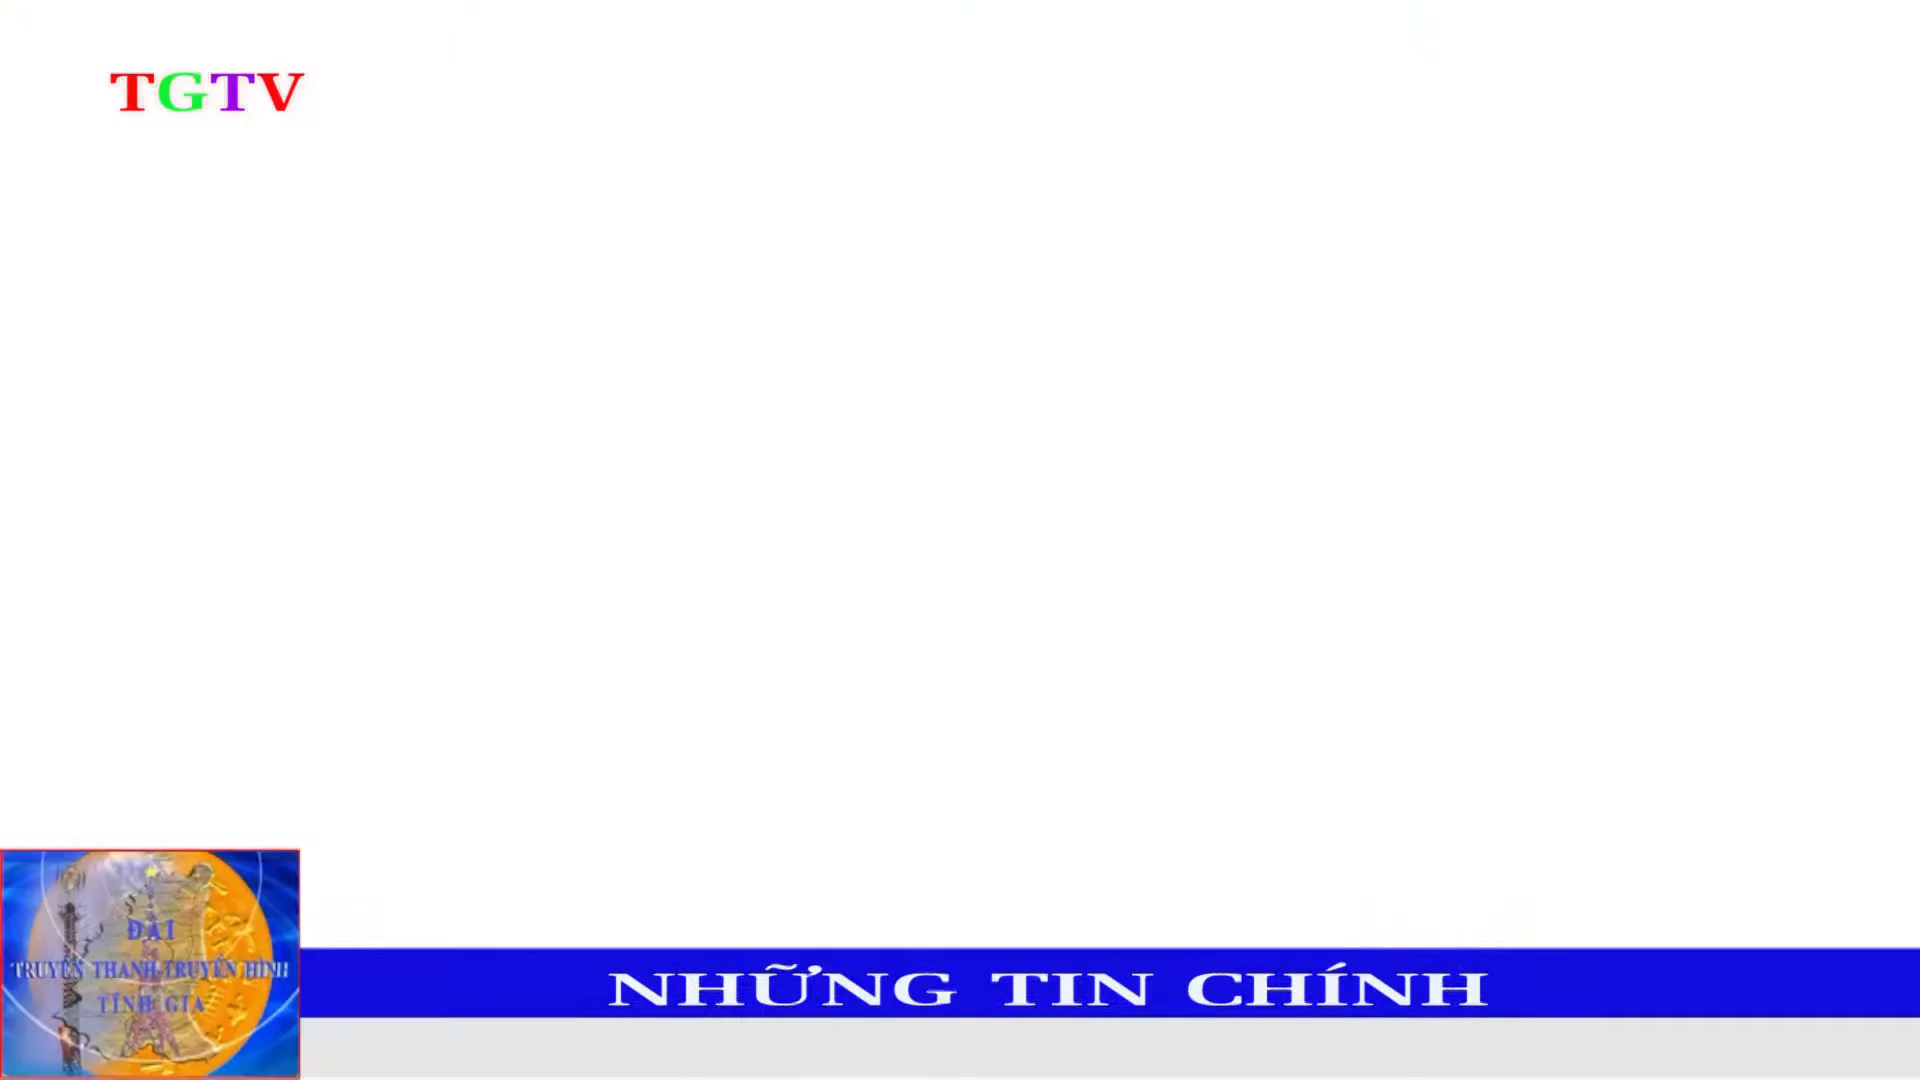 TGTV
ĐÀI
TRUYỀN THANH TRUYỀN HÌNH
TĨNH GIA
NHỮNG TIN CHÍNH